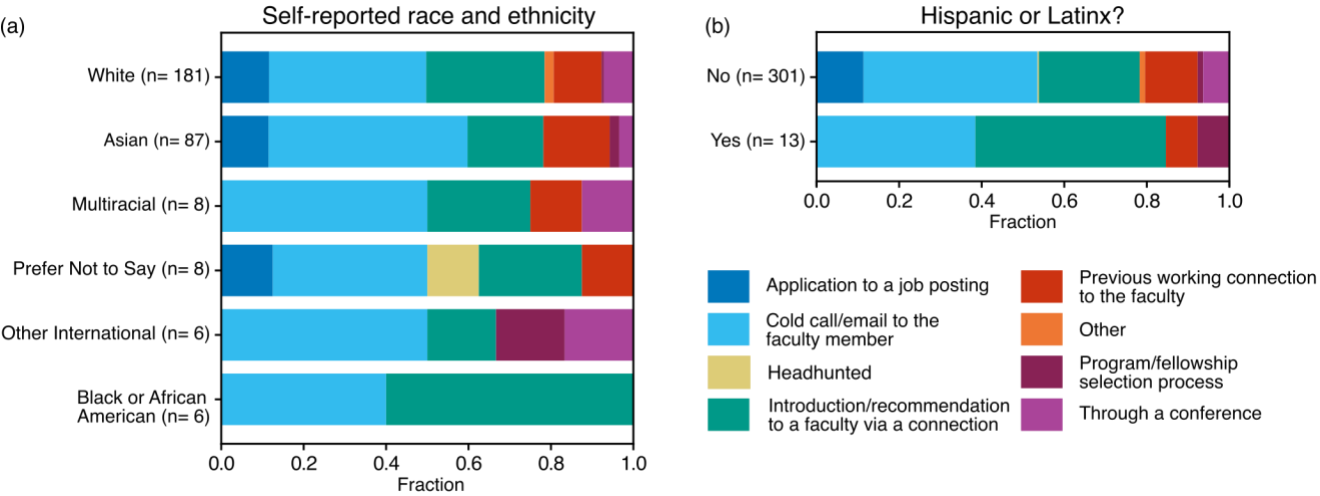 (a)
Self-reported race and ethnicity
White (n= 181)
Asian (n= 87)
Multiracial (n= 8)
Prefer Not to Say (n= 8)
Other International (n= 6)
Black or African
American (n= 6)
0.0 0.2 0.4 0.6 0.8 1.0
Fraction
(b)
Hispanic or Latinx?
No (n= 301)
Yes (n= 13)
0.0 0.2 0.4 0.6 0.8 1.0
Fraction
Application to a job posting
Cold call/email to the
faculty member
Headhunted
Introduction/recommendation
to a faculty via a connection
Previous working connection
to the faculty
Other
Program/fellowship
selection process
Through a conference